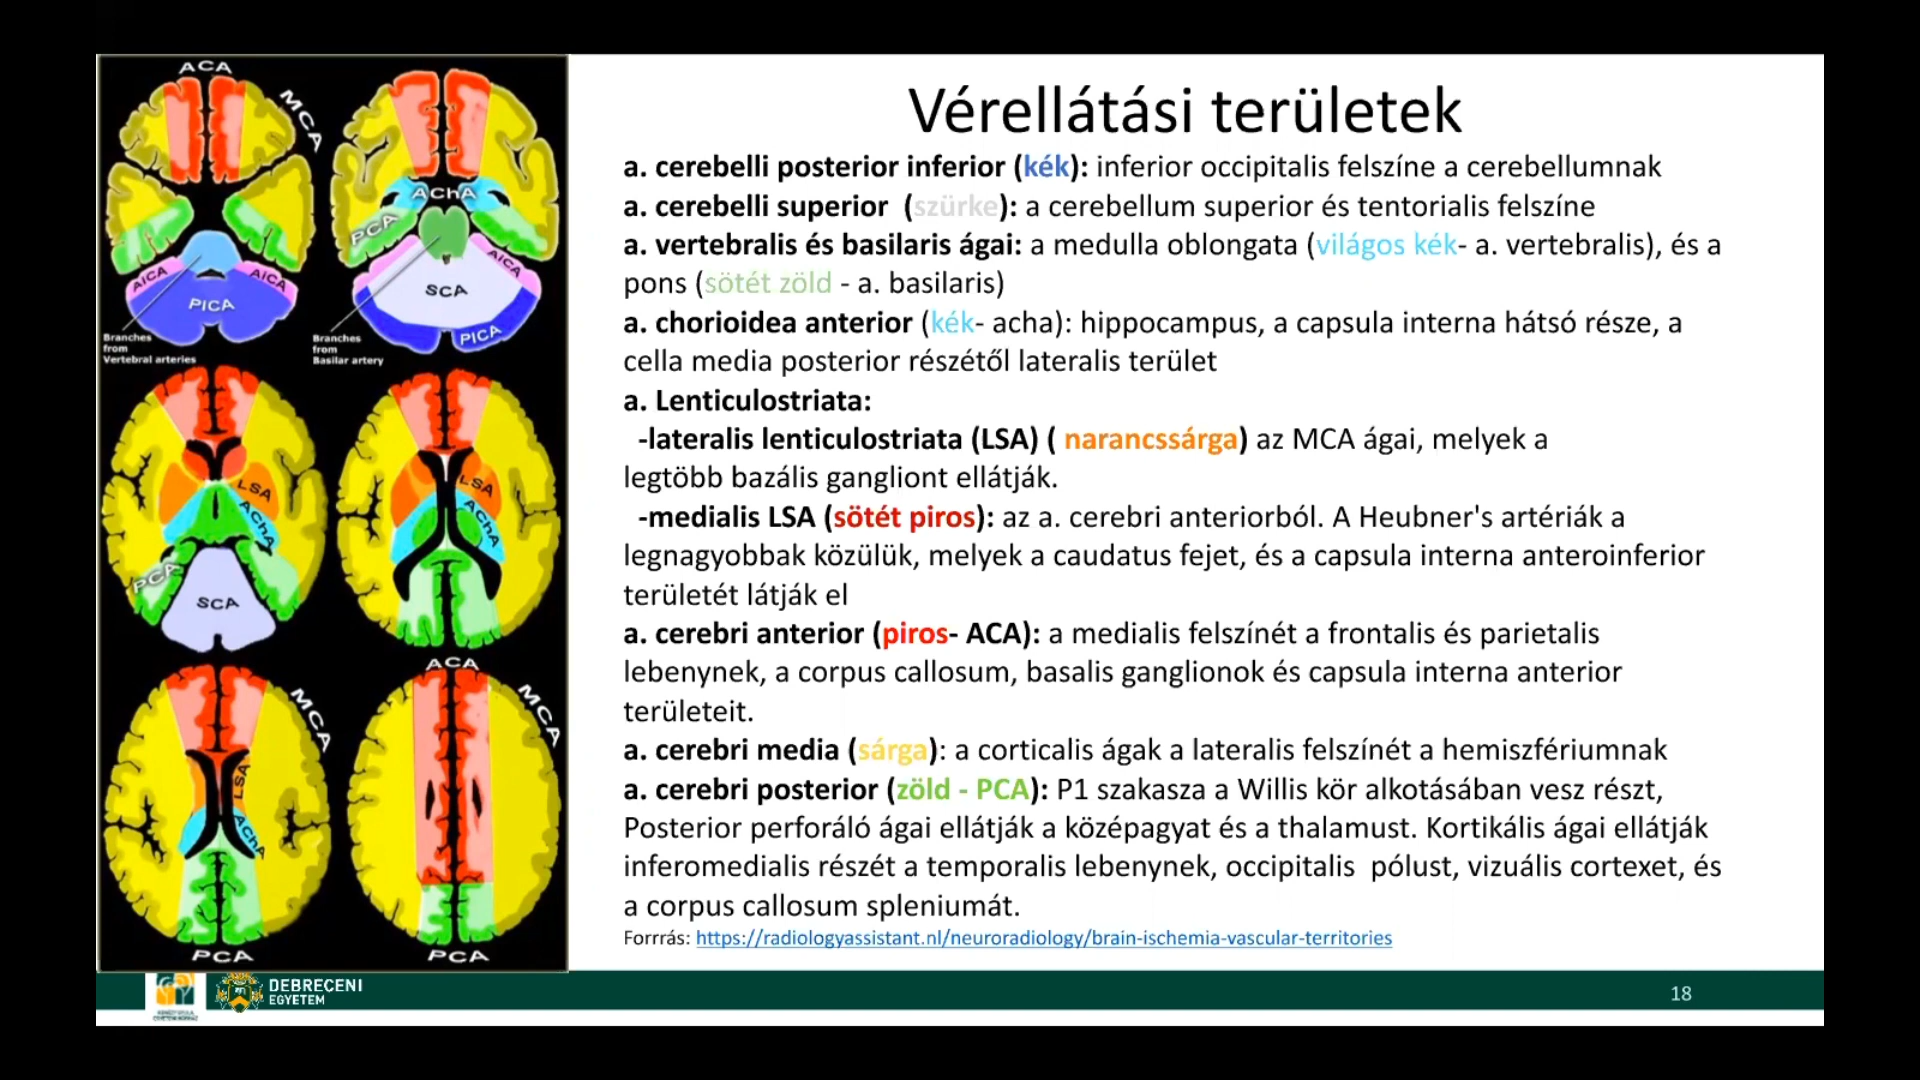 ACA
MCA
AChA
PCA
AICA
AICA
AICA
PICA
SCA
PICA
Branches
from
Vertebral arteries
Branches
from
Basilar artery
LSA
AChA
LSA
AChA
PCA
SCA
ACA
MCA
MCA
LSA
AChA
PCA
PCA
Vérellátási területek
a. cerebelli posterior inferior (kék): inferior occipitalis felszíne a cerebellumnak
a. cerebelli superior (szürke): a cerebellum superior és tentorialis felszíne
a. vertebralis és basilaris ágai: a medulla oblongata (világos kék- a. vertebralis), és a
pons (sötét zöld - a. basilaris)
a. chorioidea anterior (kék- acha): hippocampus, a capsula interna hátsó része, a
cella media posterior részétől lateralis terület
a. Lenticulostriata:
-lateralis lenticulostriata (LSA) ( narancssárga) az MCA ágai, melyek a
legtöbb bazális gangliont ellátják.
-medialis LSA (sötét piros): az a. cerebri anteriorból. A Heubner's artériák a
legnagyobbak közülük, melyek a caudatus fejet, és a capsula interna anteroinferior
területét látják el
a. cerebri anterior (piros- ACA): a medialis felszínét a frontalis és parietalis
lebenynek, a corpus callosum, basalis ganglionok és capsula interna anterior
területeit.
a. cerebri media (sárga): a corticalis ágak a lateralis felszínét a hemiszfériumnak
a. cerebri posterior (zöld - PCA): P1 szakasza a Willis kör alkotásában vesz részt,
Posterior perforáló ágai ellátják a középagyat és a thalamust. Kortikális ágai ellátják
inferomedialis részét a temporalis lebenynek, occipitalis pólust, vizuális cortexet, és
a corpus callosum spleniumát.
Forrrás: https://radiologyassistant.nl/neuroradiology/brain-ischemia-vascular-territories
DEBRECENI
EGYETEM
18